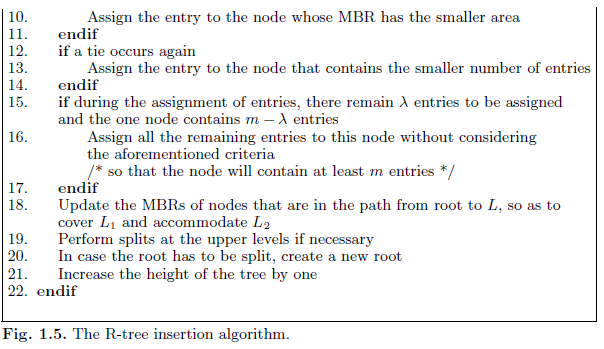 10. Assign the entry to the node whose MBR has the smaller area
11. endif
12. if a tie occurs again
13. Assign the entry to the node that contains the smaller number of entries
14. endif
15. if during the assignment of entries, there remain λ entries to be assigned
and the one node contains m − λ entries
16. Assign all the remaining entries to this node without considering
the aforementioned criteria
/* so that the node will contain at least m entries */
17. endif
18. Update the MBRs of nodes that are in the path from root to L, so as to
cover L₁ and accommodate L₂
19. Perform splits at the upper levels if necessary
20. In case the root has to be split, create a new root
21. Increase the height of the tree by one
22. endif
Fig. 1.5. The R-tree insertion algorithm.